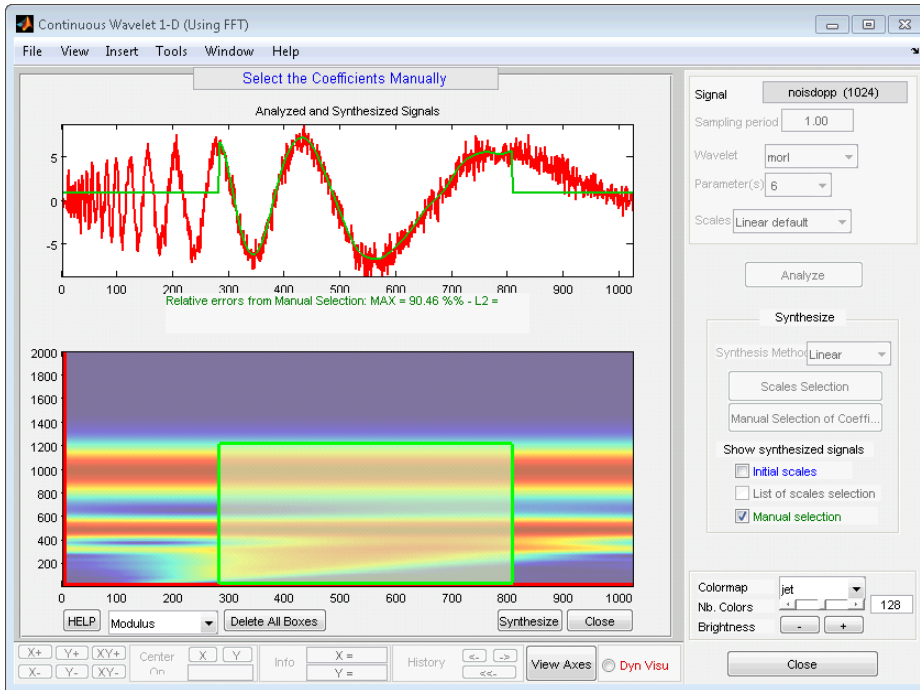 Continuous Wavelet 1-D (Using FFT)
File View Insert Tools Window Help
Select the Coefficients Manually
Analyzed and Synthesized Signals
5
0
-5
0 100 200 300 400 500 600 700 800 900 1000
Relative errors from Manual Selection: MAX = 90.46 %% - L2 =
2000
1800
1600
1400
1200
1000
800
600
400
200
0 100 200 300 400 500 600 700 800 900 1000
HELP Modulus Delete All Boxes Synthesize Close
X+ Y+ XY+
X- Y- XY-
Center
On
X Y
Info
X =
Y =
History
<- ->
<<-
View Axes
Dyn Visu
Signal noisdopp (1024)
Sampling period 1.00
Wavelet morl
Parameter(s) 6
Scales Linear default
Analyze
Synthesize
Synthesis Method Linear
Scales Selection
Manual Selection of Coeffi...
Show synthesized signals
Initial scales
List of scales selection
Manual selection
Colormap jet
Nb. Colors 128
Brightness - +
Close